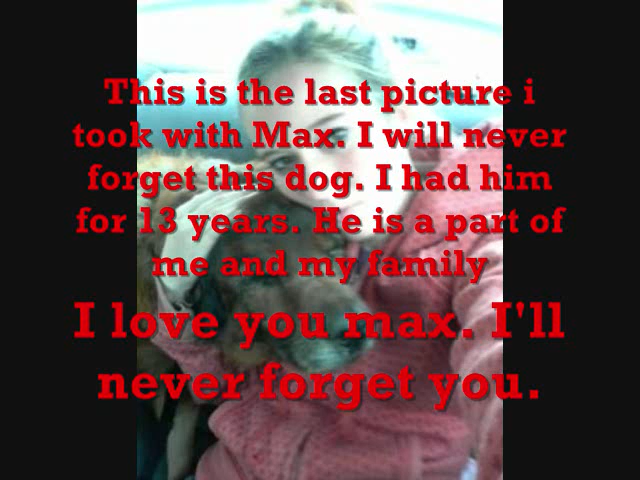 This is the last picture i
took with Max. I will never
forget this dog. I had him
for 13 years. He is a part of
me and my family
I love you max. I'll
never forget you.